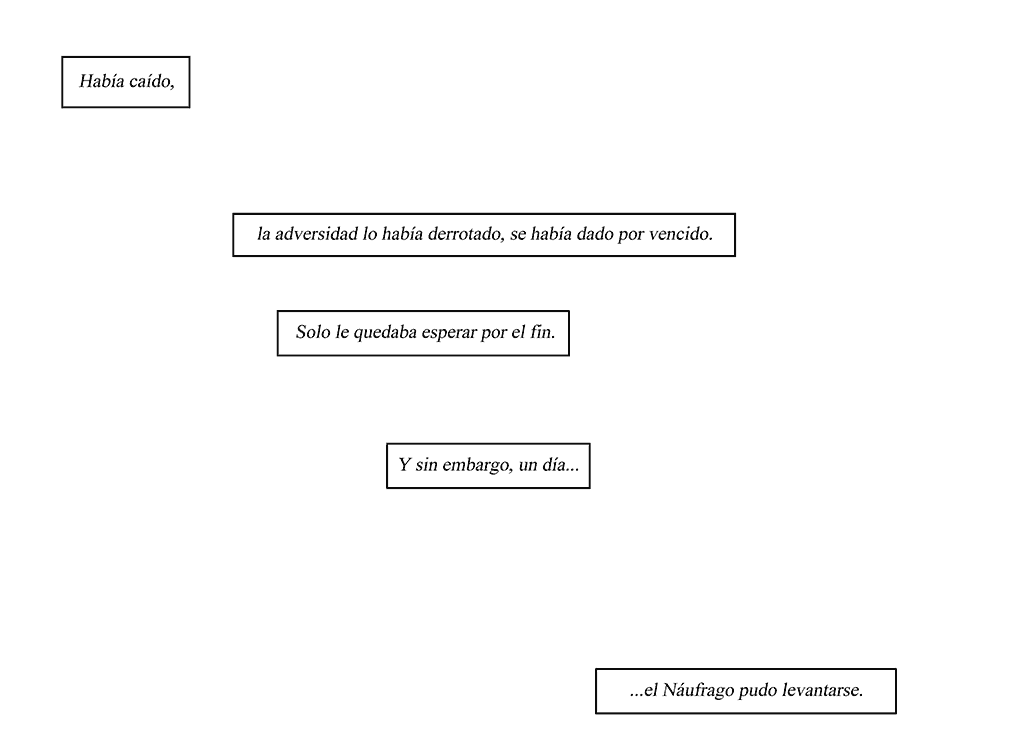 Había caído,
la adversidad lo había derrotado, se había dado por vencido.
Solo le quedaba esperar por el fin.
Y sin embargo, un día...
...el Náufrago pudo levantarse.